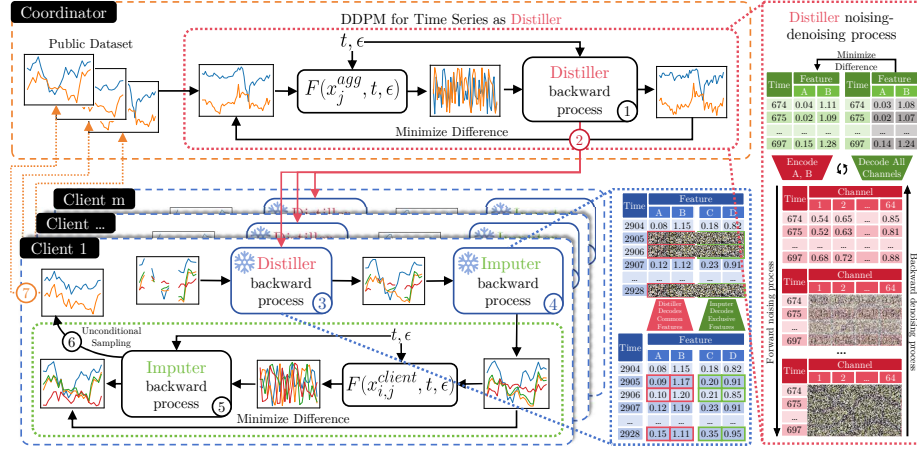 Coordinator
DDPM for Time Series as Distiller
Public Dataset
t, ϵ
F(x_j^{agg}, t, ϵ)
Distiller
backward
process
1
Minimize Difference
2
Client m
Client ...
Client 1
7
Distiller
backward
process
3
Imputer
backward
process
4
6
Unconditional
Sampling
t, ϵ
Imputer
backward
process
5
F(x_{i,j}^{client}, t, ϵ)
Minimize Difference
Time Feature
A B C D
2904 0.08 1.15 0.18 0.82
2905
2906
2907 0.12 1.12 0.23 0.91
...
2928
Distiller
Decodes
Common
Features
Imputer
Decodes
Exclusive
Features
Time Feature
A B C D
2904 0.08 1.15 0.18 0.82
2905 0.09 1.17 0.20 0.91
2906 0.10 1.20 0.21 0.85
2907 0.12 1.19 0.23 0.91
... ... ... ... ...
2928 0.15 1.11 0.35 0.95
Distiller noising-
denoising process
Minimize
Difference
Time Feature
A B
674 0.04 1.11
675 0.02 1.09
... ... ...
697 0.15 1.28
Time Feature
A B
674 0.03 1.08
675 0.02 1.07
... ... ...
697 0.14 1.24
Encode
A, B
Decode All
Channels
Forward noising process
Backward denoising process
Time Channel
1 2 ... 64
674 0.54 0.65 ... 0.85
675 0.52 0.63 ... 0.81
... ...
697 0.68 0.72 ... 0.88
Time Channel
1 2 ... 64
674
675
...
697
...
Time Channel
1 2 ... 64
674
675
...
697